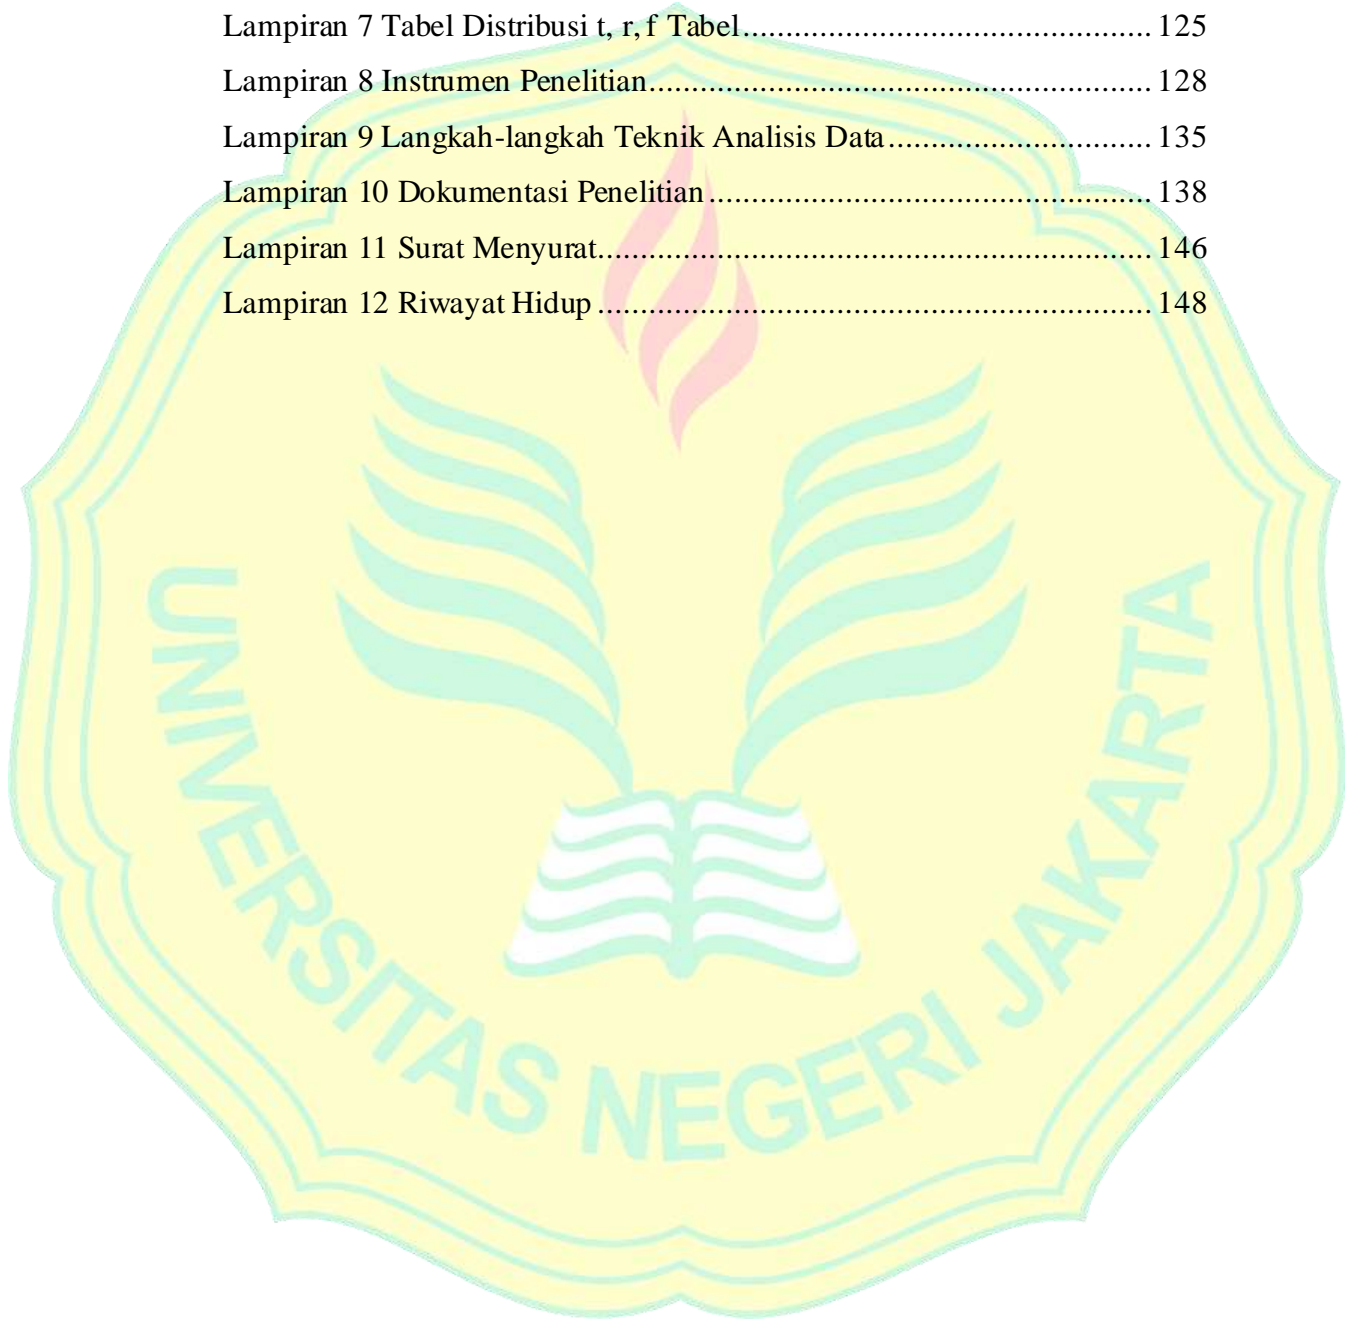 Lampiran 7 Tabel Distribusi t, r, f Tabel................................................. 125
Lampiran 8 Instrumen Penelitian............................................................ 128
Lampiran 9 Langkah-langkah Teknik Analisis Data............................... 135
Lampiran 10 Dokumentasi Penelitian..................................................... 138
Lampiran 11 Surat Menyurat.................................................................. 146
Lampiran 12 Riwayat Hidup.................................................................. 148
UNIVERSITAS NEGERI JAKARTA